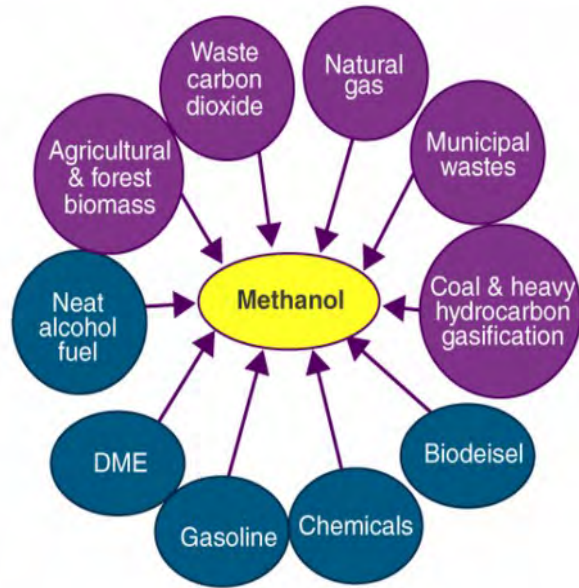 Waste
carbon
dioxide
Natural
gas
Agricultural
& forest
biomass
Municipal
wastes
Neat
alcohol
fuel
Methanol
Coal & heavy
hydrocarbon
gasification
DME
Biodeisel
Gasoline
Chemicals